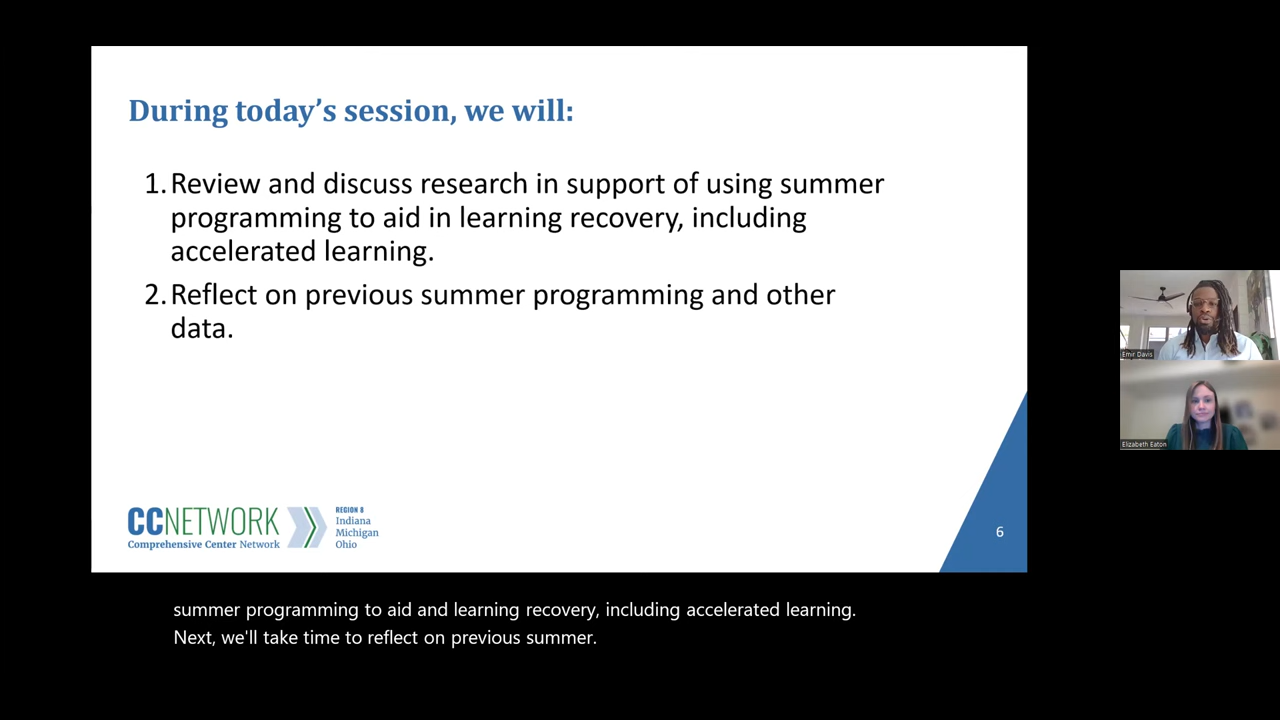 During today's session, we will:
1. Review and discuss research in support of using summer
programming to aid in learning recovery, including
accelerated learning.
2. Reflect on previous summer programming and other
data.
CCNETWORK
Comprehensive Center Network
REGION 8
Indiana
Michigan
Ohio
6
Emir Davis
Elizabeth Eaton
summer programming to aid and learning recovery, including accelerated learning.
Next, we'll take time to reflect on previous summer.